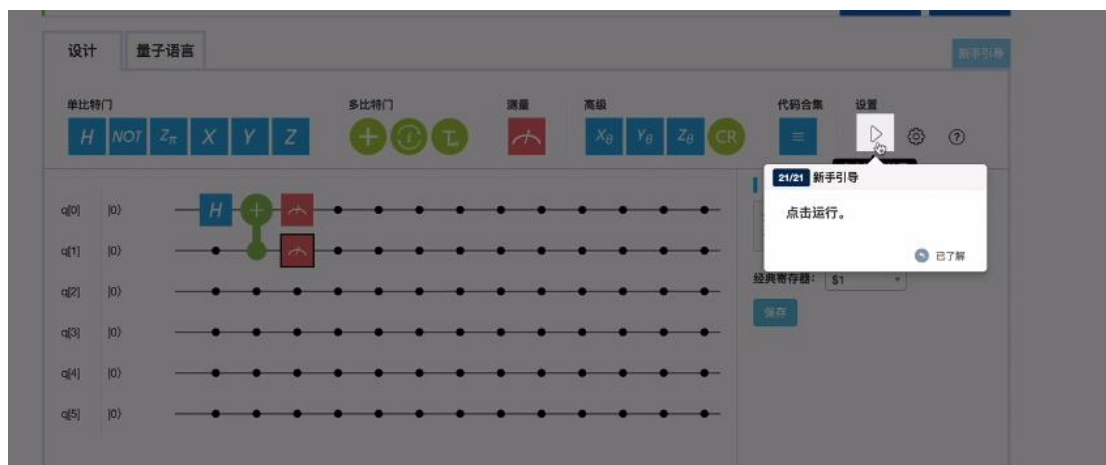 设计 量子语言 新手引导
单比特门 多比特门 测量 高级 代码合集 设置
H NOT Zπ X Y Z Xθ Yθ Zθ CR
21/21 新手引导
点击运行。
已了解
q[0] |0⟩ H
q[1] |0⟩
经典寄存器： $1
q[2] |0⟩
保存
q[3] |0⟩
q[4] |0⟩
q[5] |0⟩